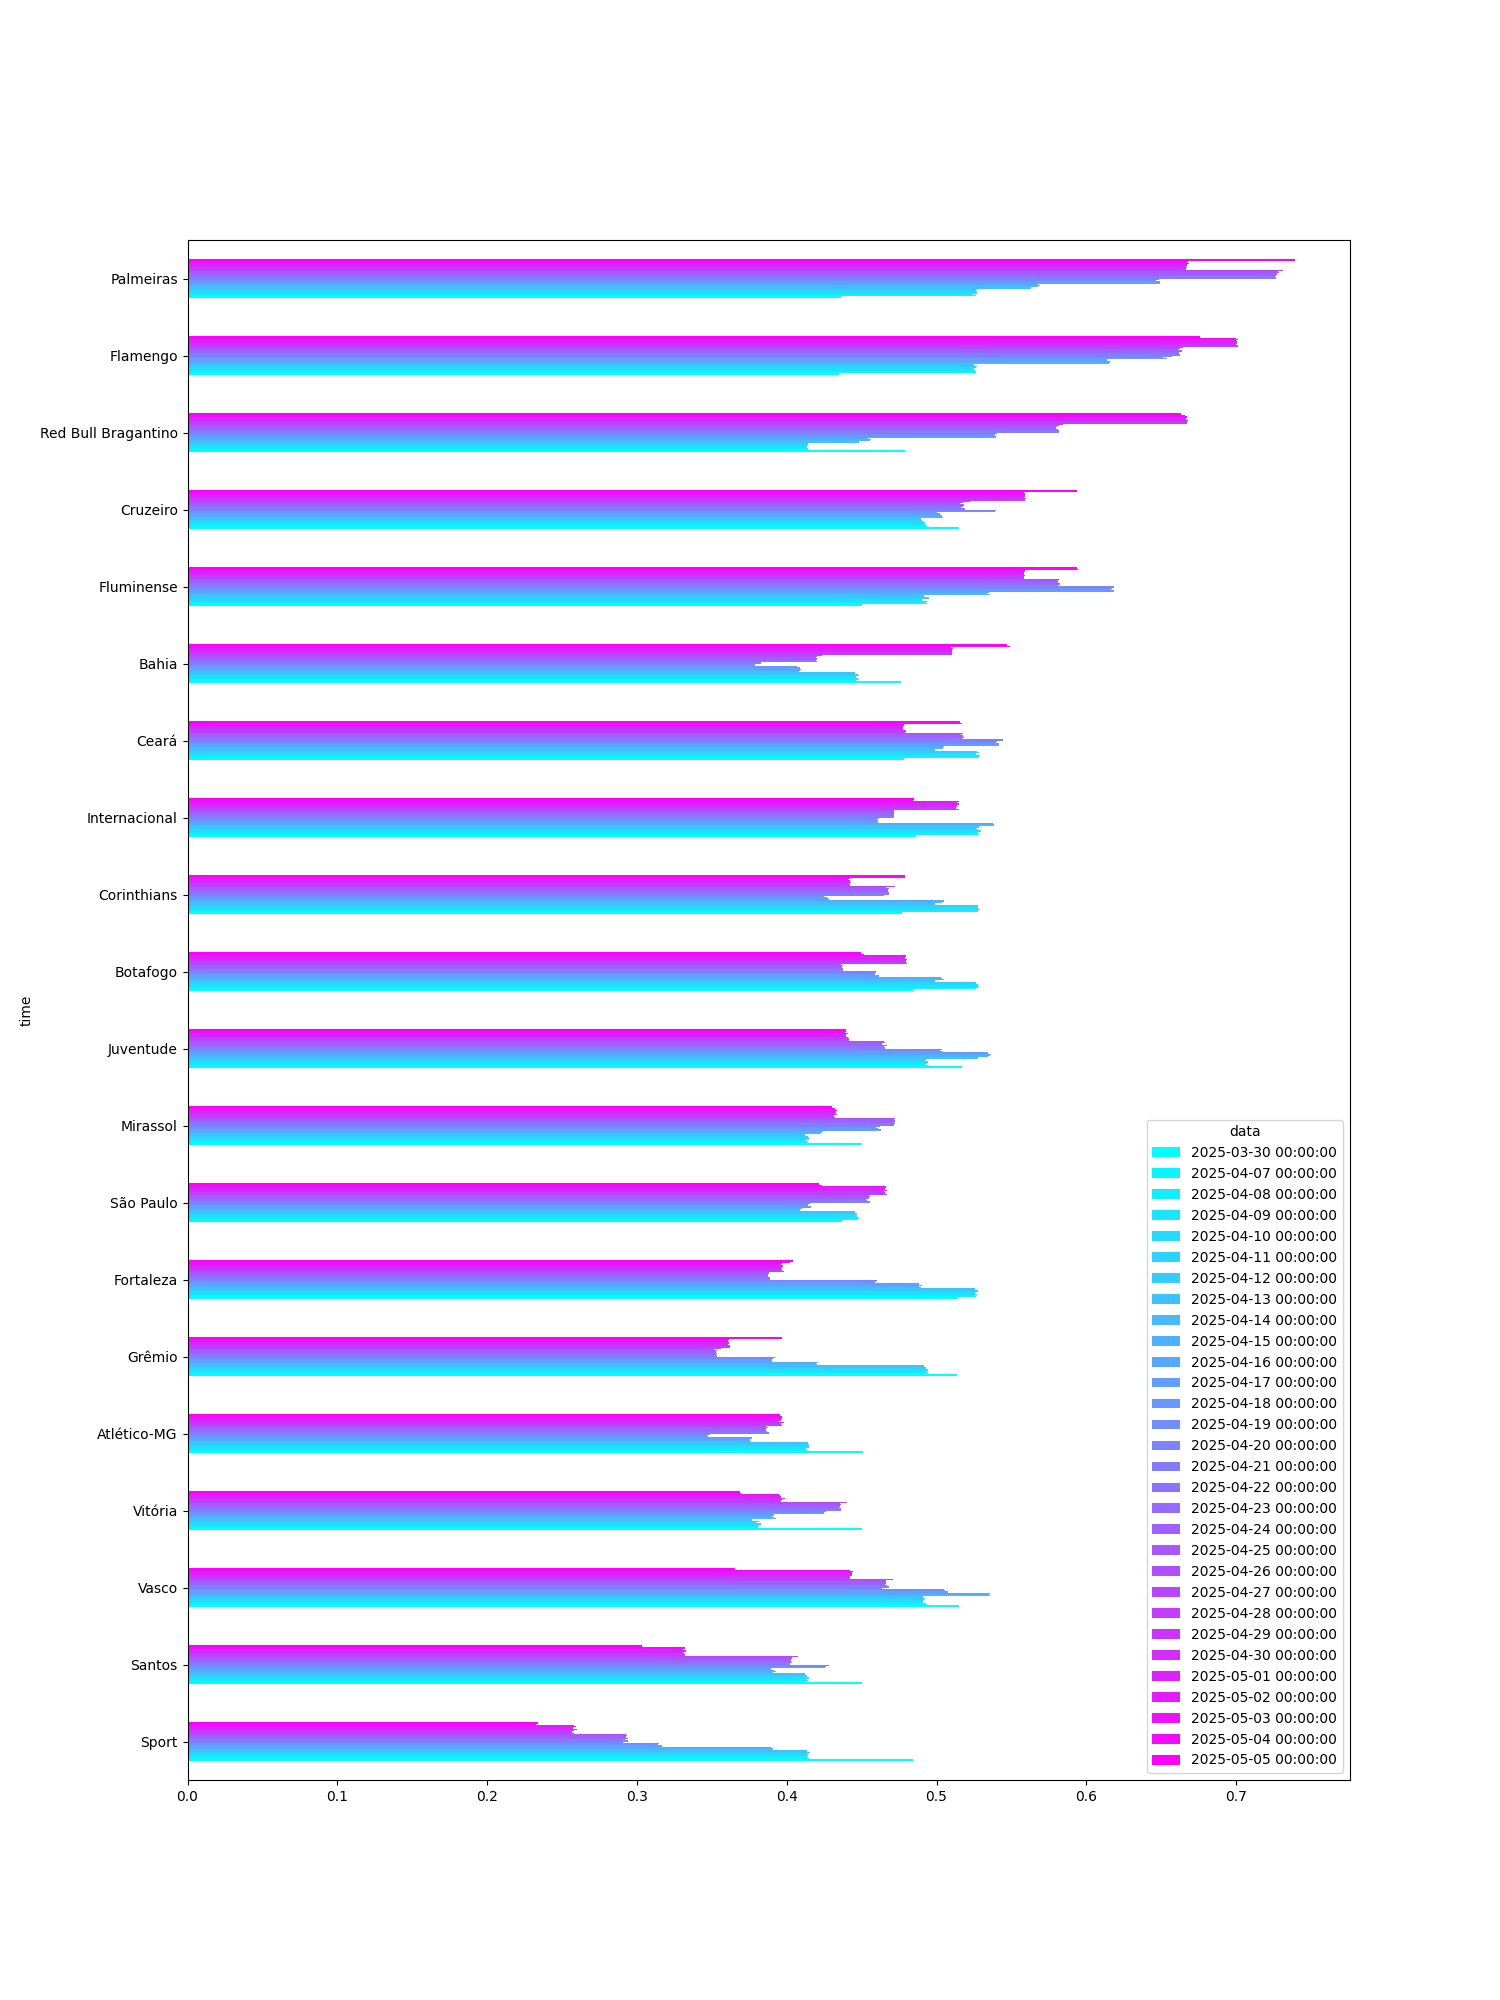 Palmeiras
Flamengo
Red Bull Bragantino
Cruzeiro
Fluminense
Bahia
Ceará
Internacional
Corinthians
Botafogo
Juventude
Mirassol
São Paulo
Fortaleza
Grêmio
Atlético-MG
Vitória
Vasco
Santos
Sport
time
0.0 0.1 0.2 0.3 0.4 0.5 0.6 0.7
data
2025-03-30 00:00:00
2025-04-07 00:00:00
2025-04-08 00:00:00
2025-04-09 00:00:00
2025-04-10 00:00:00
2025-04-11 00:00:00
2025-04-12 00:00:00
2025-04-13 00:00:00
2025-04-14 00:00:00
2025-04-15 00:00:00
2025-04-16 00:00:00
2025-04-17 00:00:00
2025-04-18 00:00:00
2025-04-19 00:00:00
2025-04-20 00:00:00
2025-04-21 00:00:00
2025-04-22 00:00:00
2025-04-23 00:00:00
2025-04-24 00:00:00
2025-04-25 00:00:00
2025-04-26 00:00:00
2025-04-27 00:00:00
2025-04-28 00:00:00
2025-04-29 00:00:00
2025-04-30 00:00:00
2025-05-01 00:00:00
2025-05-02 00:00:00
2025-05-03 00:00:00
2025-05-04 00:00:00
2025-05-05 00:00:00